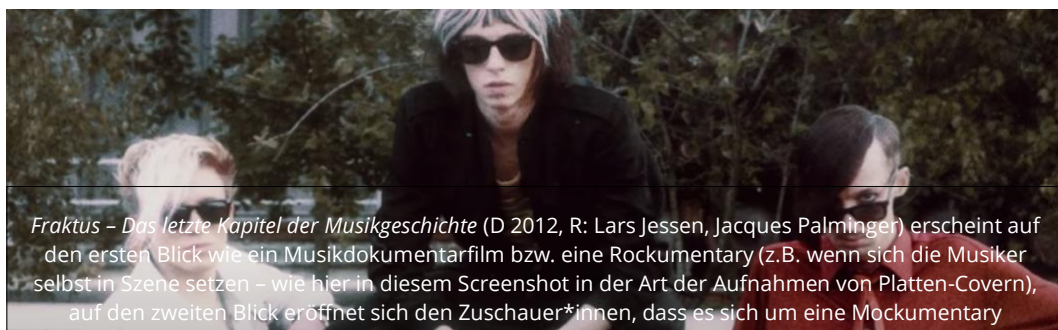 Fraktus – Das letzte Kapitel der Musikgeschichte (D 2012, R: Lars Jessen, Jacques Palminger) erscheint auf
den ersten Blick wie ein Musikdokumentarfilm bzw. eine Rockumentary (z.B. wenn sich die Musiker
selbst in Szene setzen – wie hier in diesem Screenshot in der Art der Aufnahmen von Platten-Covern),
auf den zweiten Blick eröffnet sich den Zuschauer*innen, dass es sich um eine Mockumentary